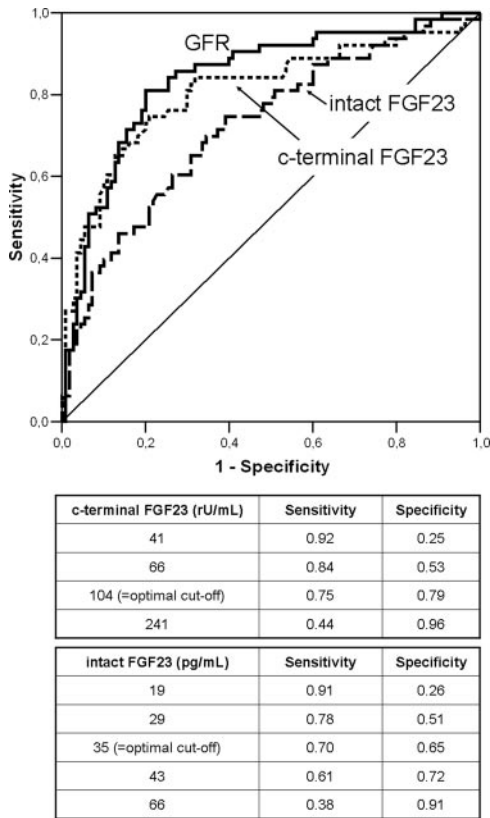 1,0
GFR
0,8
intact FGF23
c-terminal FGF23
0,6
Sensitivity
0,4
0,2
0,0
0,0 0,2 0,4 0,6 0,8 1,0
1 - Specificity
c-terminal FGF23 (rU/mL) Sensitivity Specificity
41 0.92 0.25
66 0.84 0.53
104 (=optimal cut-off) 0.75 0.79
241 0.44 0.96
intact FGF23 (pg/mL) Sensitivity Specificity
19 0.91 0.26
29 0.78 0.51
35 (=optimal cut-off) 0.70 0.65
43 0.61 0.72
66 0.38 0.91